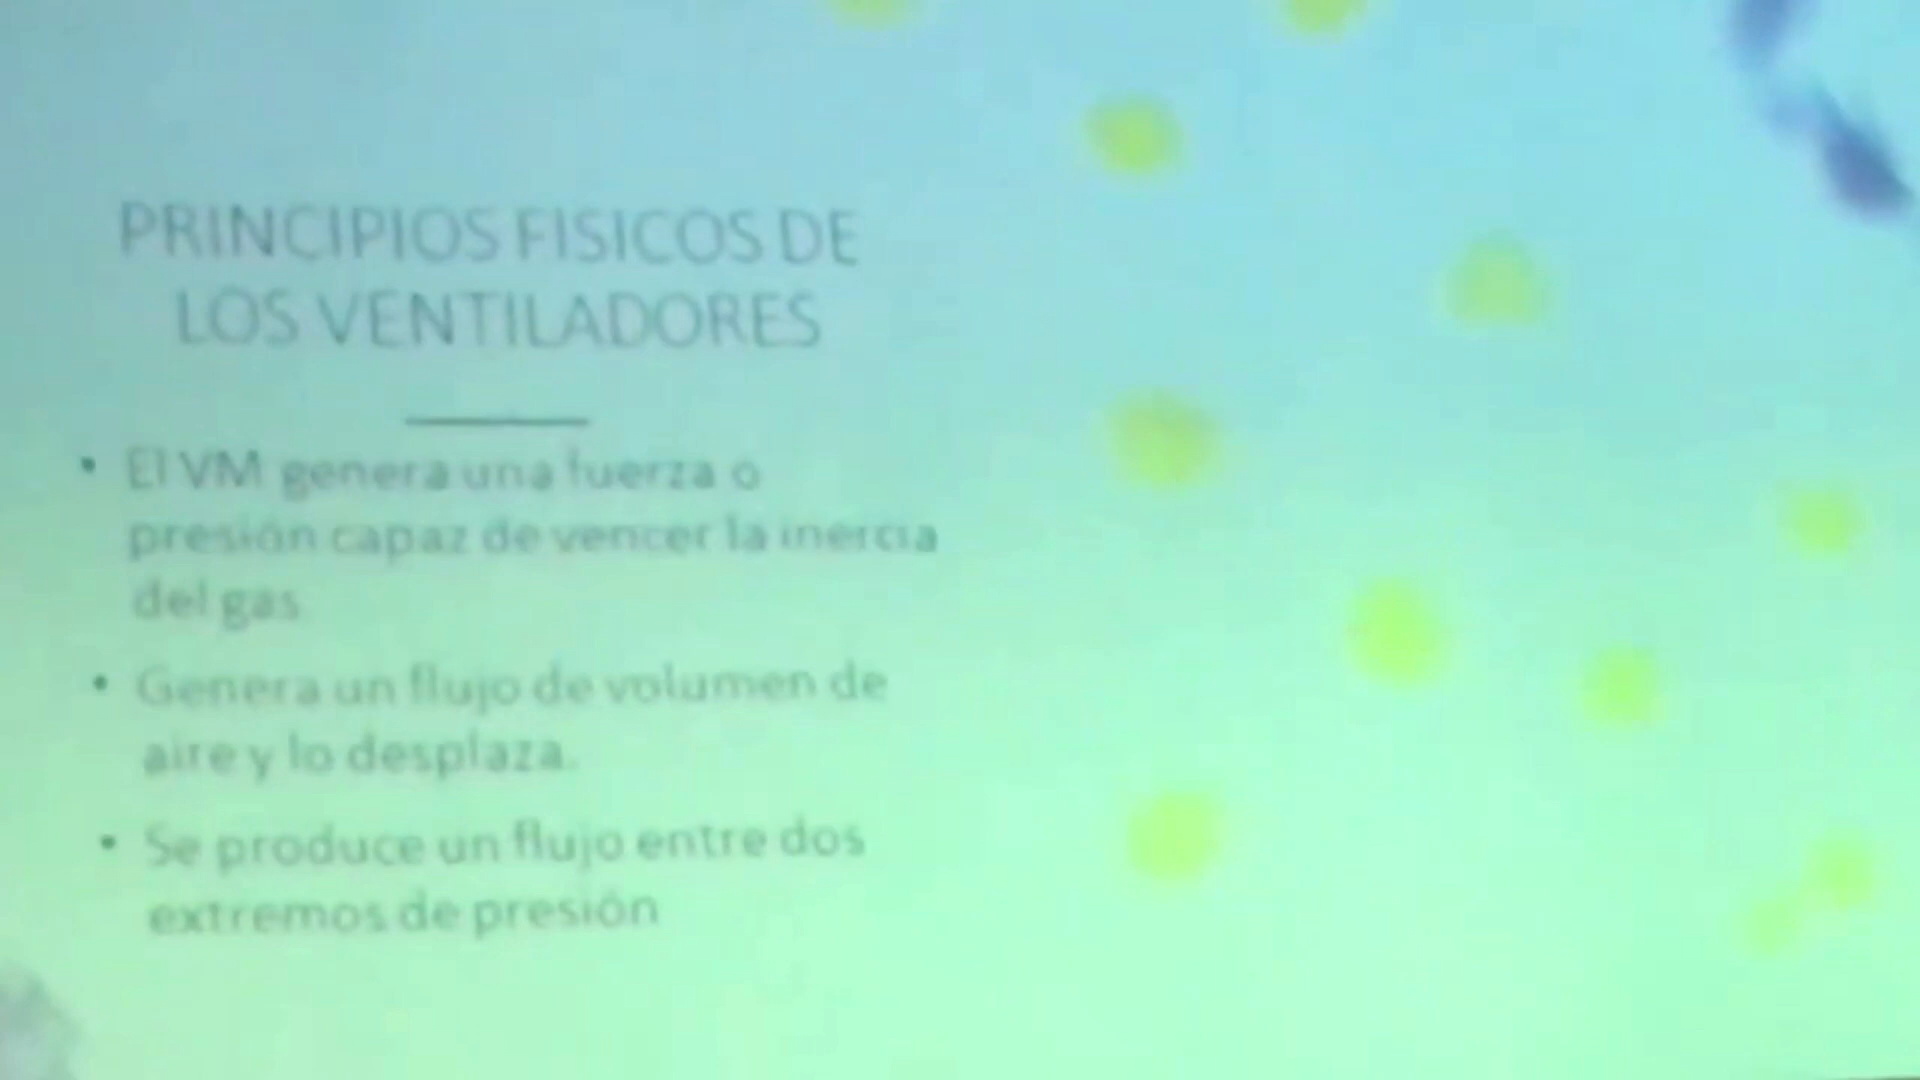 PRINCIPIOS FISICOS DE
LOS VENTILADORES
• El VM genera una fuerza o
presión capaz de vencer la inercia
del gas
• Genera un flujo de volumen de
aire y lo desplaza.
• Se produce un flujo entre dos
extremos de presión